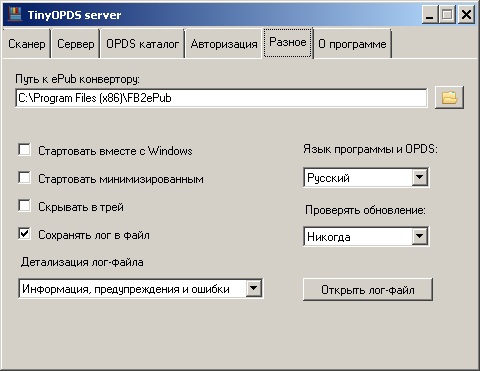 TinyOPDS server
Сканер Сервер OPDS каталог Авторизация Разное О программе
Путь к ePub конвертору:
C:\Program Files (x86)\FB2ePub
Стартовать вместе с Windows
Язык программы и OPDS:
Стартовать минимизированным
Русский
Скрывать в трей
Проверять обновление:
Сохранять лог в файл
Никогда
Детализация лог-файла
Информация, предупреждения и ошибки
Открыть лог-файл